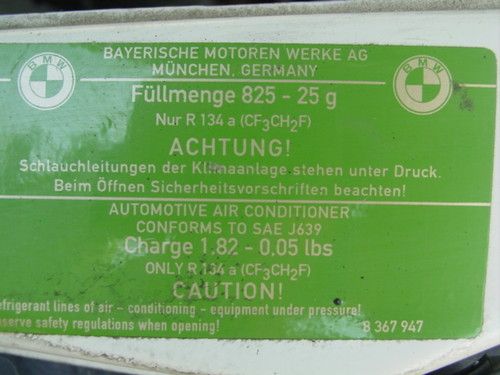 BMW BAYERISCHE MOTOREN WERKE AG BMW
MÜNCHEN, GERMANY
Füllmenge 825 - 25 g
Nur R 134 a (CF3CH2F)
ACHTUNG!
Schlauchleitungen der Klimaanlage stehen unter Druck.
Beim Öffnen Sicherheitsvorschriften beachten!
AUTOMOTIVE AIR CONDITIONER
CONFORMS TO SAE J639
Charge 1.82 - 0,05 lbs
ONLY R 134 a (CF3CH2F)
CAUTION!
efrigerant lines of air - conditioning - equipment under pressure!
serve safety regulations when opening! 8 367 947